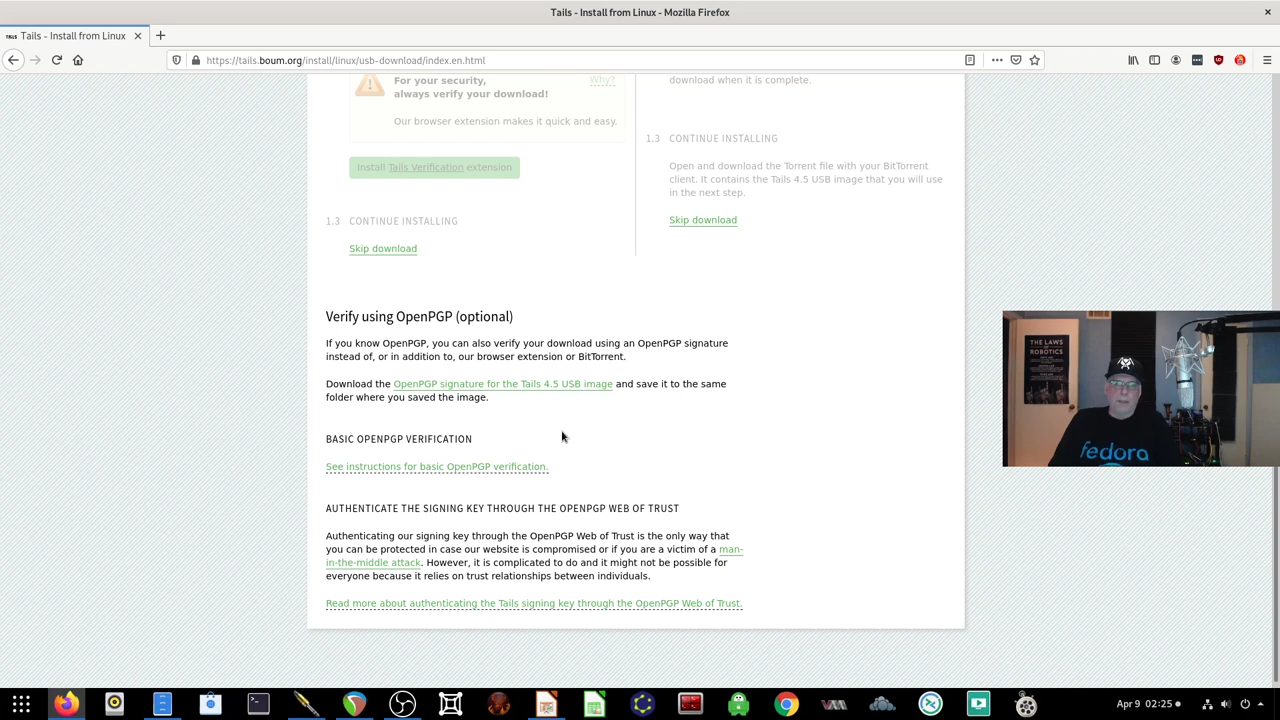 Tails - Install from Linux - Mozilla Firefox
Tails - Install from Linux
https://tails.boum.org/install/linux/usb-download/index.en.html
For your security,
always verify your download!
Why?
Our browser extension makes it quick and easy.
Install Tails Verification extension
1.3 CONTINUE INSTALLING
Skip download
download when it is complete.
1.3 CONTINUE INSTALLING
Open and download the Torrent file with your BitTorrent
client. It contains the Tails 4.5 USB image that you will use
in the next step.
Skip download
Verify using OpenPGP (optional)
If you know OpenPGP, you can also verify your download using an OpenPGP signature
instead of, or in addition to, our browser extension or BitTorrent.
Download the OpenPGP signature for the Tails 4.5 USB image and save it to the same
folder where you saved the image.
BASIC OPENPGP VERIFICATION
See instructions for basic OpenPGP verification.
AUTHENTICATE THE SIGNING KEY THROUGH THE OPENPGP WEB OF TRUST
Authenticating our signing key through the OpenPGP Web of Trust is the only way that
you can be protected in case our website is compromised or if you are a victim of a man-
in-the-middle attack. However, it is complicated to do and it might not be possible for
everyone because it relies on trust relationships between individuals.
Read more about authenticating the Tails signing key through the OpenPGP Web of Trust.
THE LAWS
OF
ROBOTICS
fedora
Apr 9 02:25